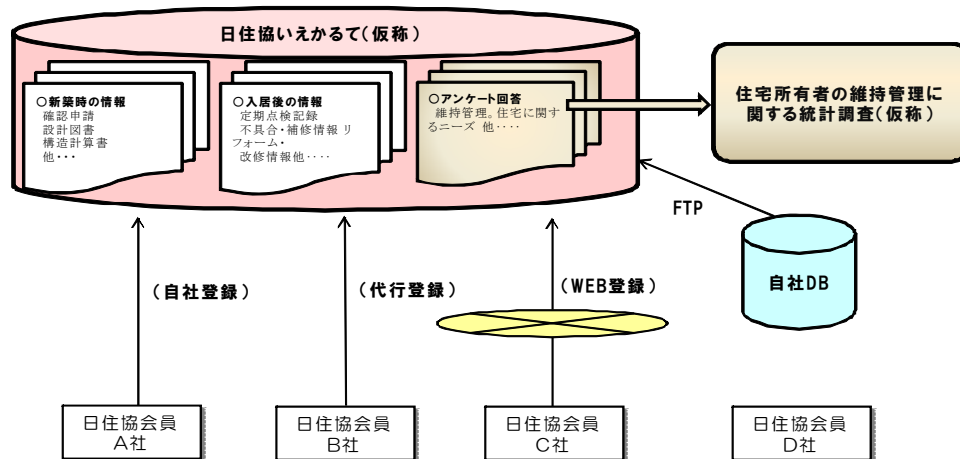 日住協いえかるて(仮称)
○新築時の情報
確認申請
設計図書
構造計算書
他・・・
○入居後の情報
定期点検記録
不具合・補修情報 リ
フォーム・
改修情報他‥‥
○アンケート回答
維持管理。住宅に関す
るニーズ 他‥‥
住宅所有者の維持管理に
関する統計調査(仮称)
FTP
自社DB
(自社登録)
(代行登録)
(WEB登録)
日住協会員
A社
日住協会員
B社
日住協会員
C社
日住協会員
D社